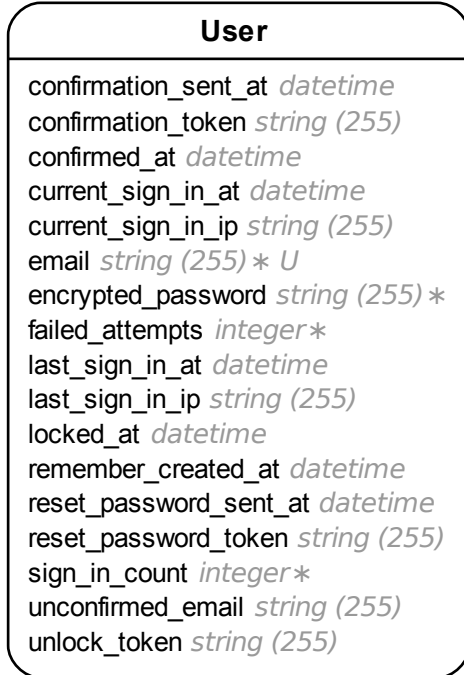 User
confirmation_sent_at datetime
confirmation_token string (255)
confirmed_at datetime
current_sign_in_at datetime
current_sign_in_ip string (255)
email string (255) ∗ U
encrypted_password string (255) ∗
failed_attempts integer ∗
last_sign_in_at datetime
last_sign_in_ip string (255)
locked_at datetime
remember_created_at datetime
reset_password_sent_at datetime
reset_password_token string (255)
sign_in_count integer ∗
unconfirmed_email string (255)
unlock_token string (255)